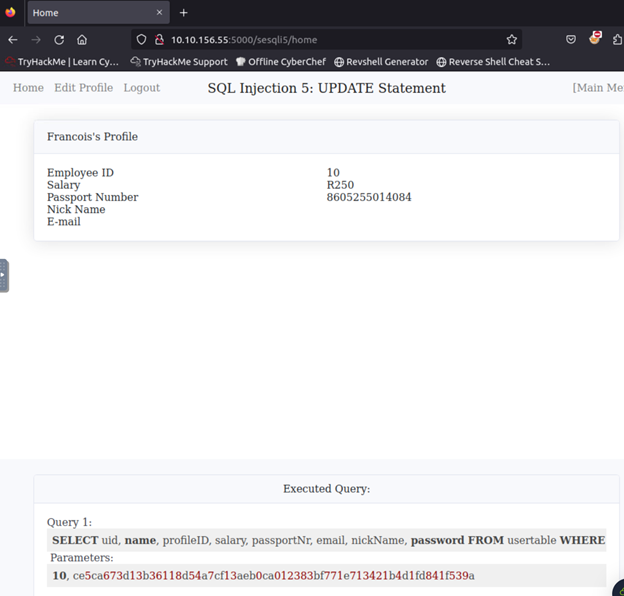 Home
10.10.156.55:5000/sesqli5/home
TryHackMe | Learn Cy… TryHackMe Support Offline CyberChef Revshell Generator Reverse Shell Cheat S…
Home Edit Profile Logout SQL Injection 5: UPDATE Statement [Main Me
Francois's Profile
Employee ID 10
Salary R250
Passport Number 8605255014084
Nick Name
E-mail
Executed Query:
Query 1:
SELECT uid, name, profileID, salary, passportNr, email, nickName, password FROM usertable WHERE
Parameters:
10, ce5ca673d13b36118d54a7cf13aeb0ca012383bf771e713421b4d1fd841f539a